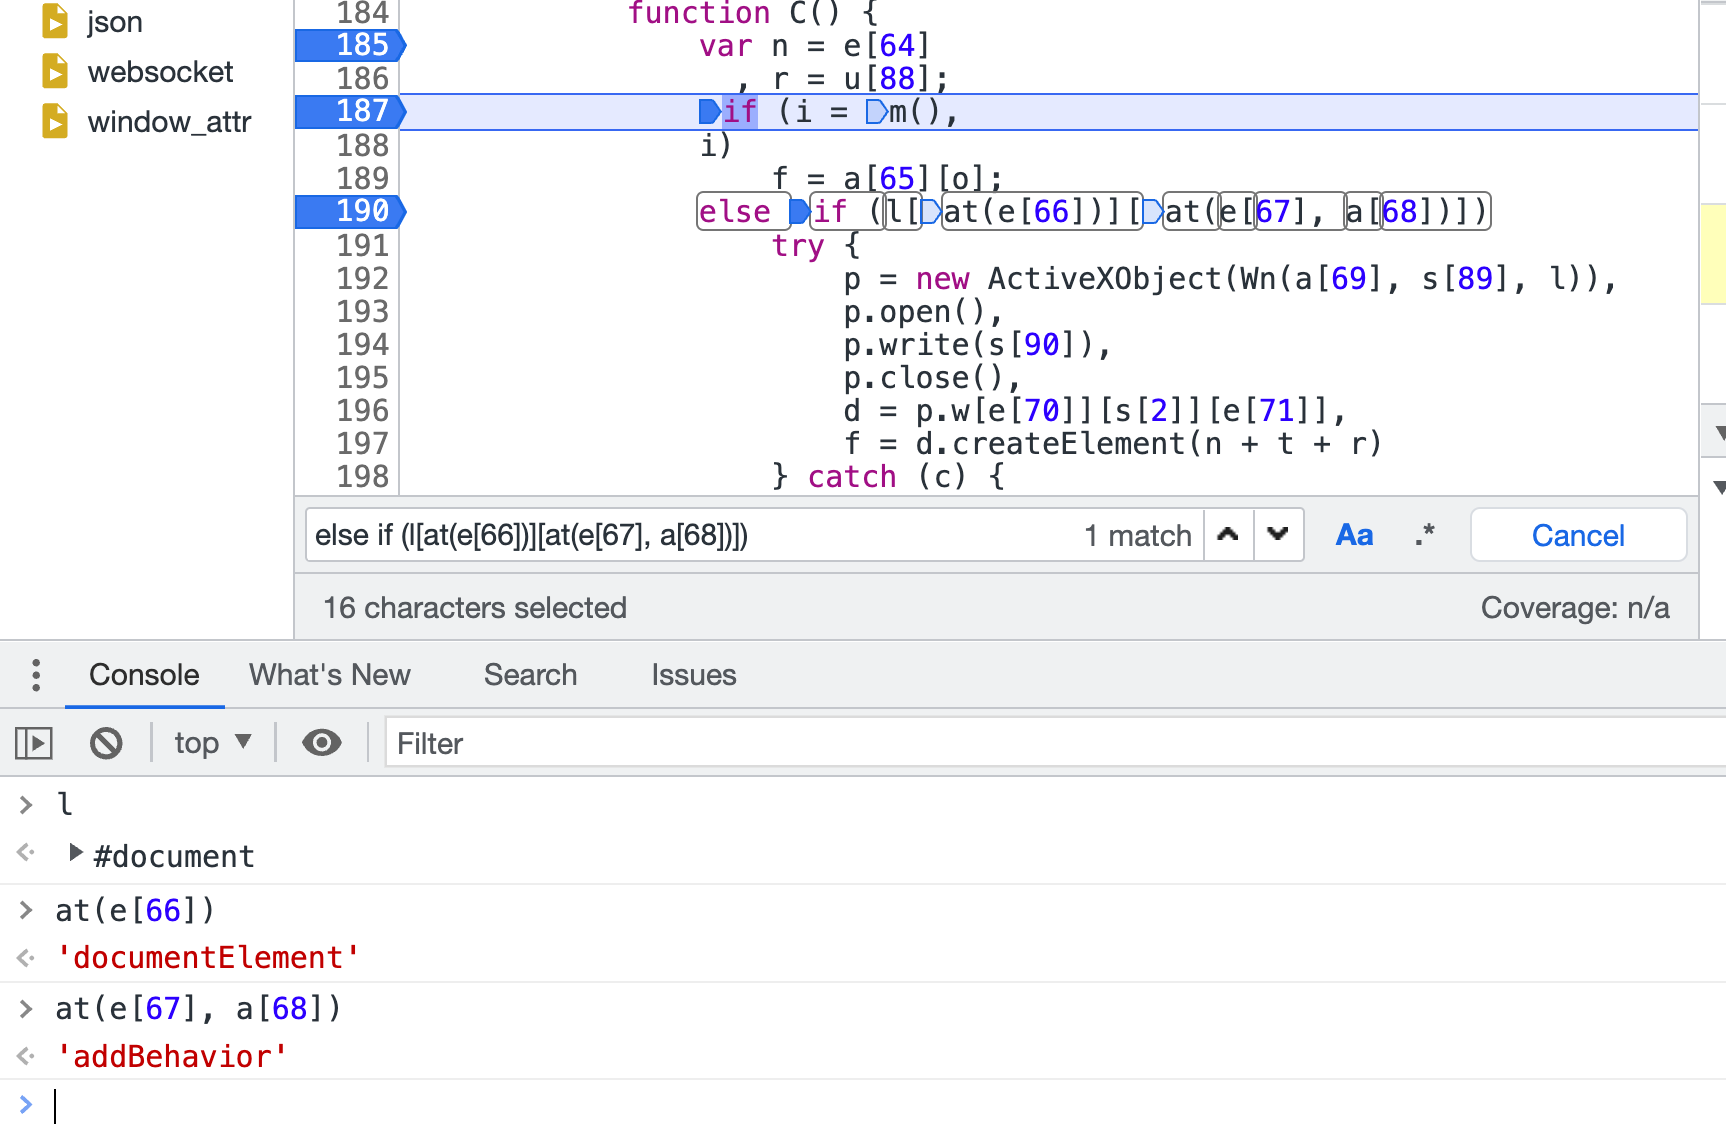 json
websocket
window_attr
184 function C() {
185 var n = e[64]
186 , r = u[88];
187 if (i = m(),
188 i)
189 f = a[65][o];
190 else if (l[at(e[66])][at(e[67], a[68])])
191 try {
192 p = new ActiveXObject(Wn(a[69], s[89], l)),
193 p.open(),
194 p.write(s[90]),
195 p.close(),
196 d = p.w[e[70]][s[2]][e[71]],
197 f = d.createElement(n + t + r)
198 } catch (c) {
else if (l[at(e[66])][at(e[67], a[68])]) 1 match Aa .* Cancel
16 characters selected Coverage: n/a
Console What's New Search Issues
top Filter
> l
#document
> at(e[66])
'documentElement'
> at(e[67], a[68])
'addBehavior'
>